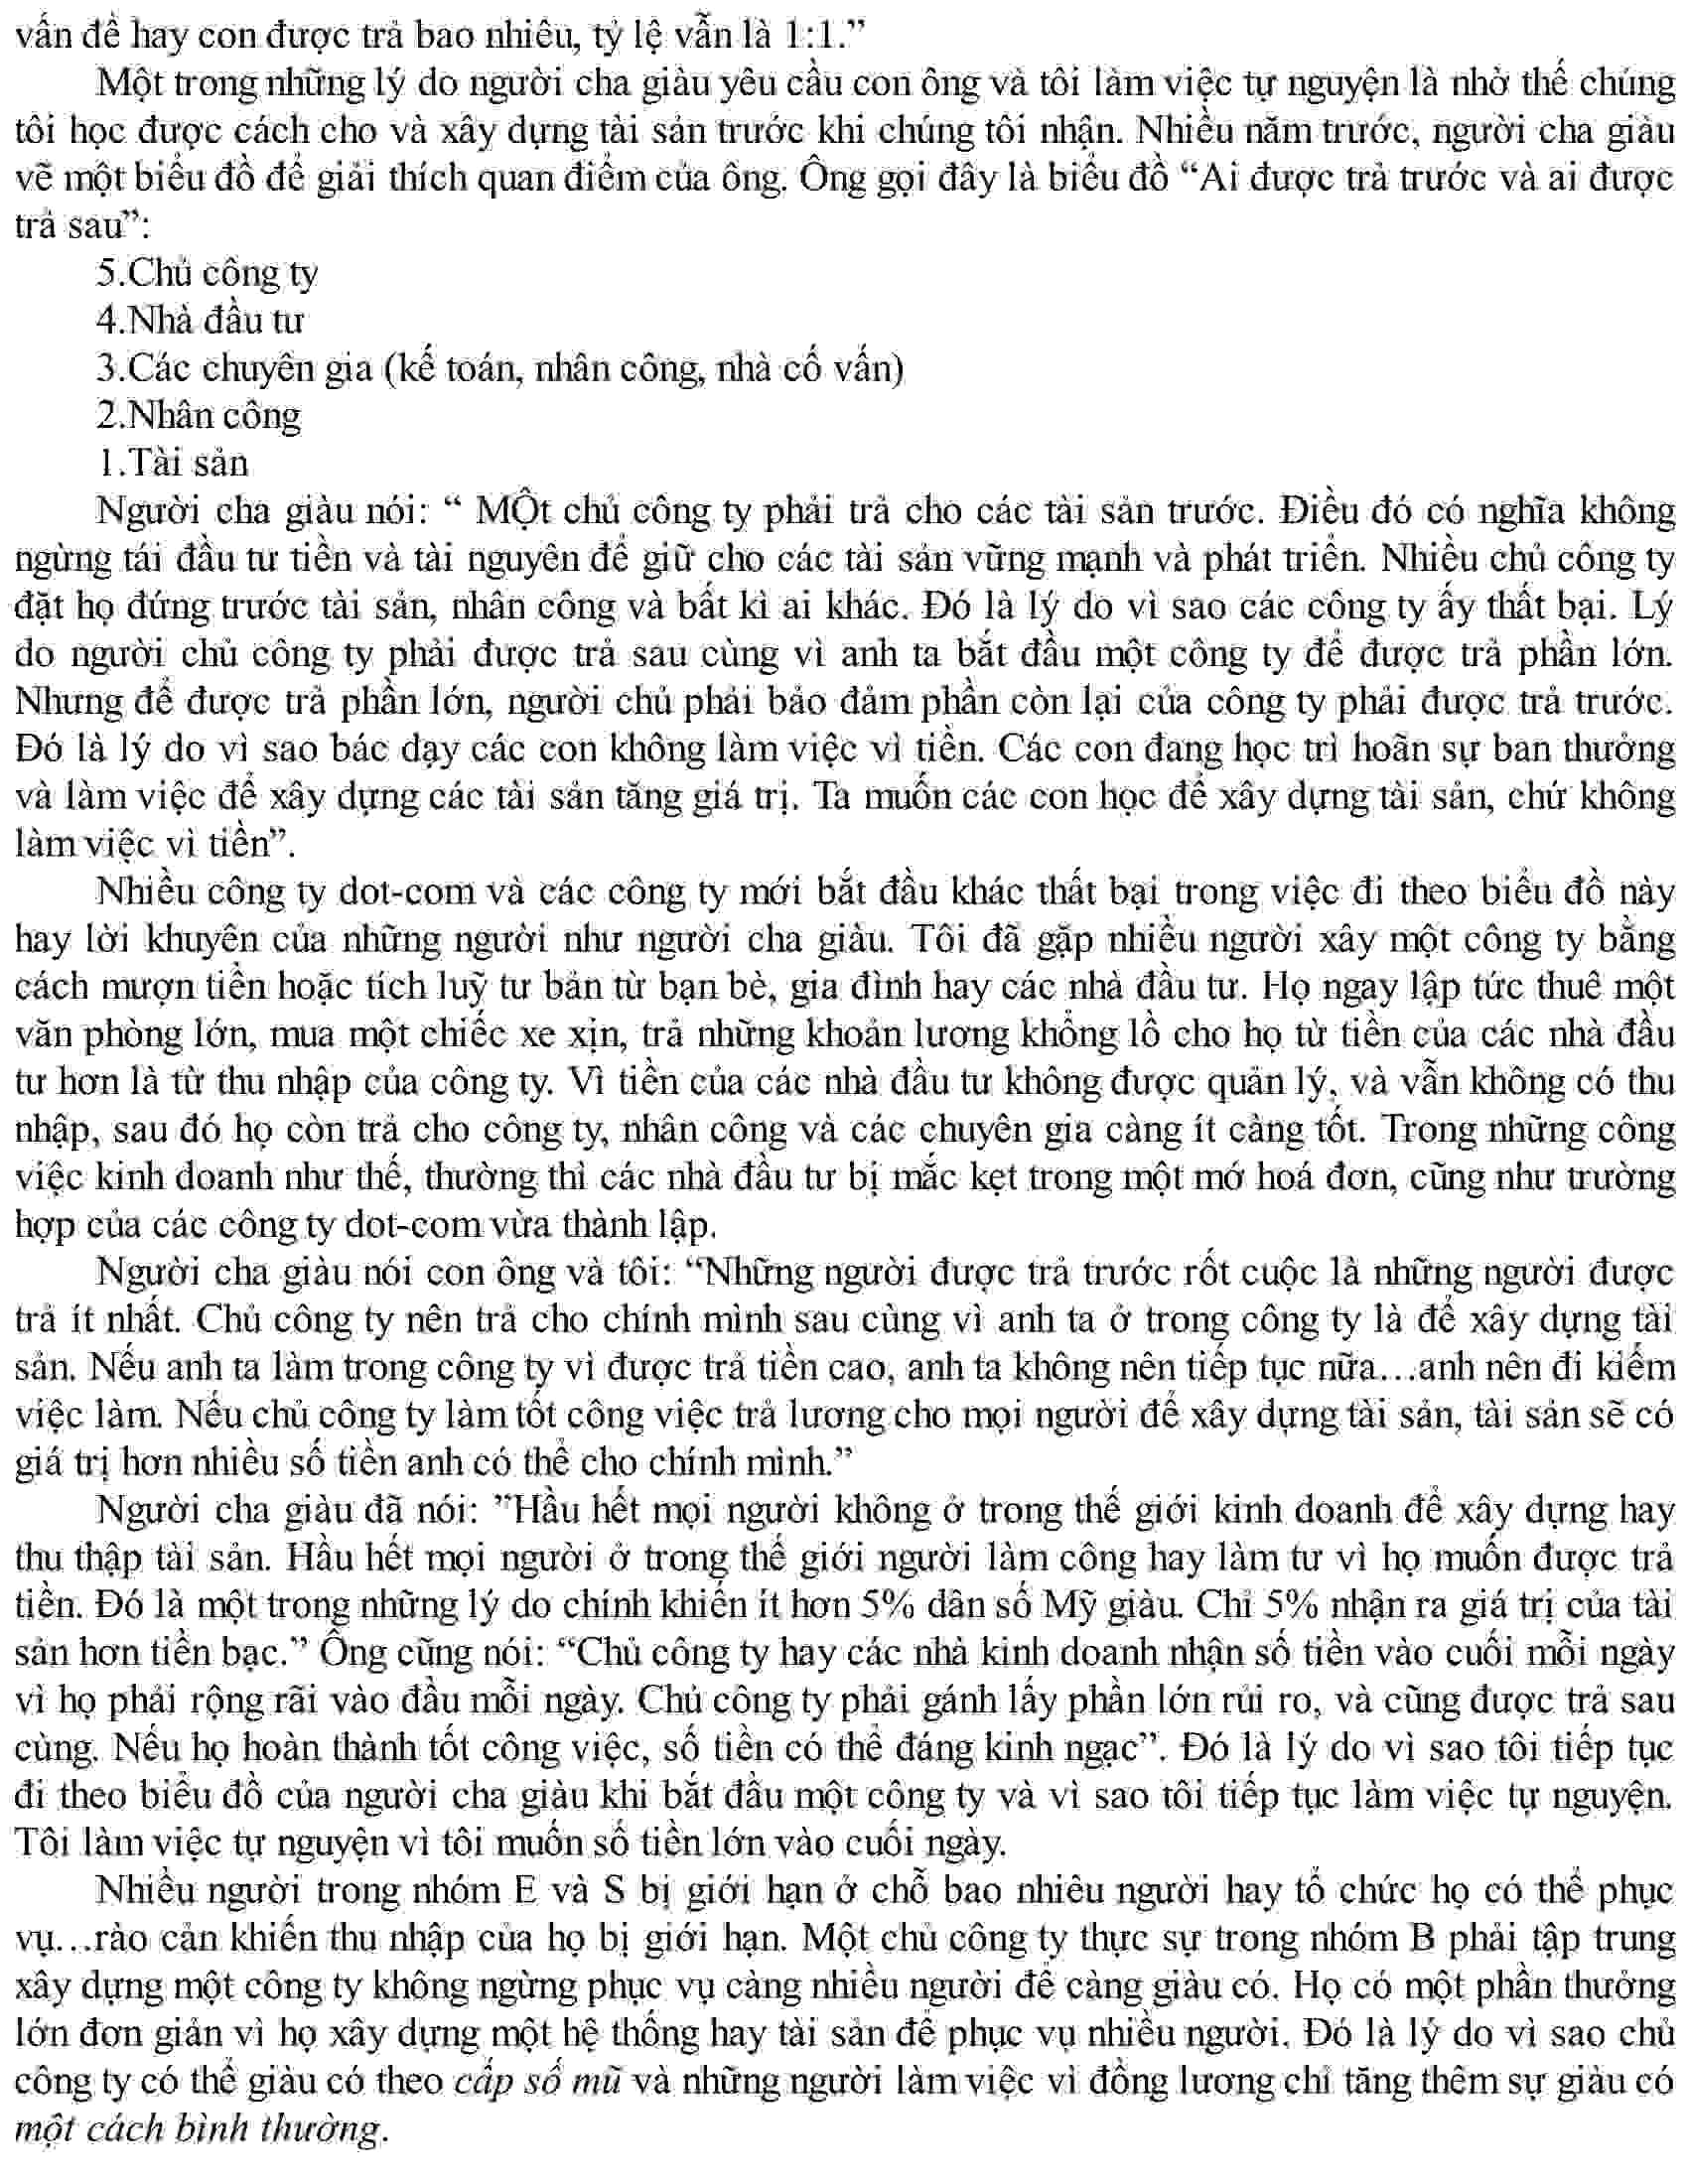 vấn đề hay con được trả bao nhiêu, tỷ lệ vẫn là 1:1.”
Một trong những lý do người cha giàu yêu cầu con ông và tôi làm việc tự nguyện là nhờ thế chúng
tôi học được cách cho và xây dựng tài sản trước khi chúng tôi nhận. Nhiều năm trước, người cha giàu
vẽ một biểu đồ để giải thích quan điểm của ông. Ông gọi đây là biểu đồ “Ai được trả trước và ai được
trả sau”:
5.Chủ công ty
4.Nhà đầu tư
3.Các chuyên gia (kế toán, nhân công, nhà cố vấn)
2.Nhân công
1.Tài sản
Người cha giàu nói: “ MỘt chủ công ty phải trả cho các tài sản trước. Điều đó có nghĩa không
ngừng tái đầu tư tiền và tài nguyên để giữ cho các tài sản vững mạnh và phát triển. Nhiều chủ công ty
đặt họ đứng trước tài sản, nhân công và bất kì ai khác. Đó là lý do vì sao các công ty ấy thất bại. Lý
do người chủ công ty phải được trả sau cùng vì anh ta bắt đầu một công ty để được trả phần lớn.
Nhưng để được trả phần lớn, người chủ phải bảo đảm phần còn lại của công ty phải được trả trước.
Đó là lý do vì sao bác dạy các con không làm việc vì tiền. Các con đang học trì hoãn sự ban thưởng
và làm việc để xây dựng các tài sản tăng giá trị. Ta muốn các con học để xây dựng tài sản, chứ không
làm việc vì tiền”.
Nhiều công ty dot-com và các công ty mới bắt đầu khác thất bại trong việc đi theo biểu đồ này
hay lời khuyên của những người như người cha giàu. Tôi đã gặp nhiều người xây một công ty bằng
cách mượn tiền hoặc tích luỹ tư bản từ bạn bè, gia đình hay các nhà đầu tư. Họ ngay lập tức thuê một
văn phòng lớn, mua một chiếc xe xịn, trả những khoản lương khổng lồ cho họ từ tiền của các nhà đầu
tư hơn là từ thu nhập của công ty. Vì tiền của các nhà đầu tư không được quản lý, và vẫn không có thu
nhập, sau đó họ còn trả cho công ty, nhân công và các chuyên gia càng ít càng tốt. Trong những công
việc kinh doanh như thế, thường thì các nhà đầu tư bị mắc kẹt trong một mớ hoá đơn, cũng như trường
hợp của các công ty dot-com vừa thành lập.
Người cha giàu nói con ông và tôi: “Những người được trả trước rốt cuộc là những người được
trả ít nhất. Chủ công ty nên trả cho chính mình sau cùng vì anh ta ở trong công ty là để xây dựng tài
sản. Nếu anh ta làm trong công ty vì được trả tiền cao, anh ta không nên tiếp tục nữa…anh nên đi kiếm
việc làm. Nếu chủ công ty làm tốt công việc trả lương cho mọi người để xây dựng tài sản, tài sản sẽ có
giá trị hơn nhiều số tiền anh có thể cho chính mình.”
Người cha giàu đã nói: ”Hầu hết mọi người không ở trong thế giới kinh doanh để xây dựng hay
thu thập tài sản. Hầu hết mọi người ở trong thế giới người làm công hay làm tư vì họ muốn được trả
tiền. Đó là một trong những lý do chính khiến ít hơn 5% dân số Mỹ giàu. Chỉ 5% nhận ra giá trị của tài
sản hơn tiền bạc.” Ông cũng nói: “Chủ công ty hay các nhà kinh doanh nhận số tiền vào cuối mỗi ngày
vì họ phải rộng rãi vào đầu mỗi ngày. Chủ công ty phải gánh lấy phần lớn rủi ro, và cũng được trả sau
cùng. Nếu họ hoàn thành tốt công việc, số tiền có thể đáng kinh ngạc”. Đó là lý do vì sao tôi tiếp tục
đi theo biểu đồ của người cha giàu khi bắt đầu một công ty và vì sao tôi tiếp tục làm việc tự nguyện.
Tôi làm việc tự nguyện vì tôi muốn số tiền lớn vào cuối ngày.
Nhiều người trong nhóm E và S bị giới hạn ở chỗ bao nhiêu người hay tổ chức họ có thể phục
vụ…rào cản khiến thu nhập của họ bị giới hạn. Một chủ công ty thực sự trong nhóm B phải tập trung
xây dựng một công ty không ngừng phục vụ càng nhiều người để càng giàu có. Họ có một phần thưởng
lớn đơn giản vì họ xây dựng một hệ thống hay tài sản để phục vụ nhiều người. Đó là lý do vì sao chủ
công ty có thể giàu có theo cấp số mũ và những người làm việc vì đồng lương chỉ tăng thêm sự giàu có
một cách bình thường.